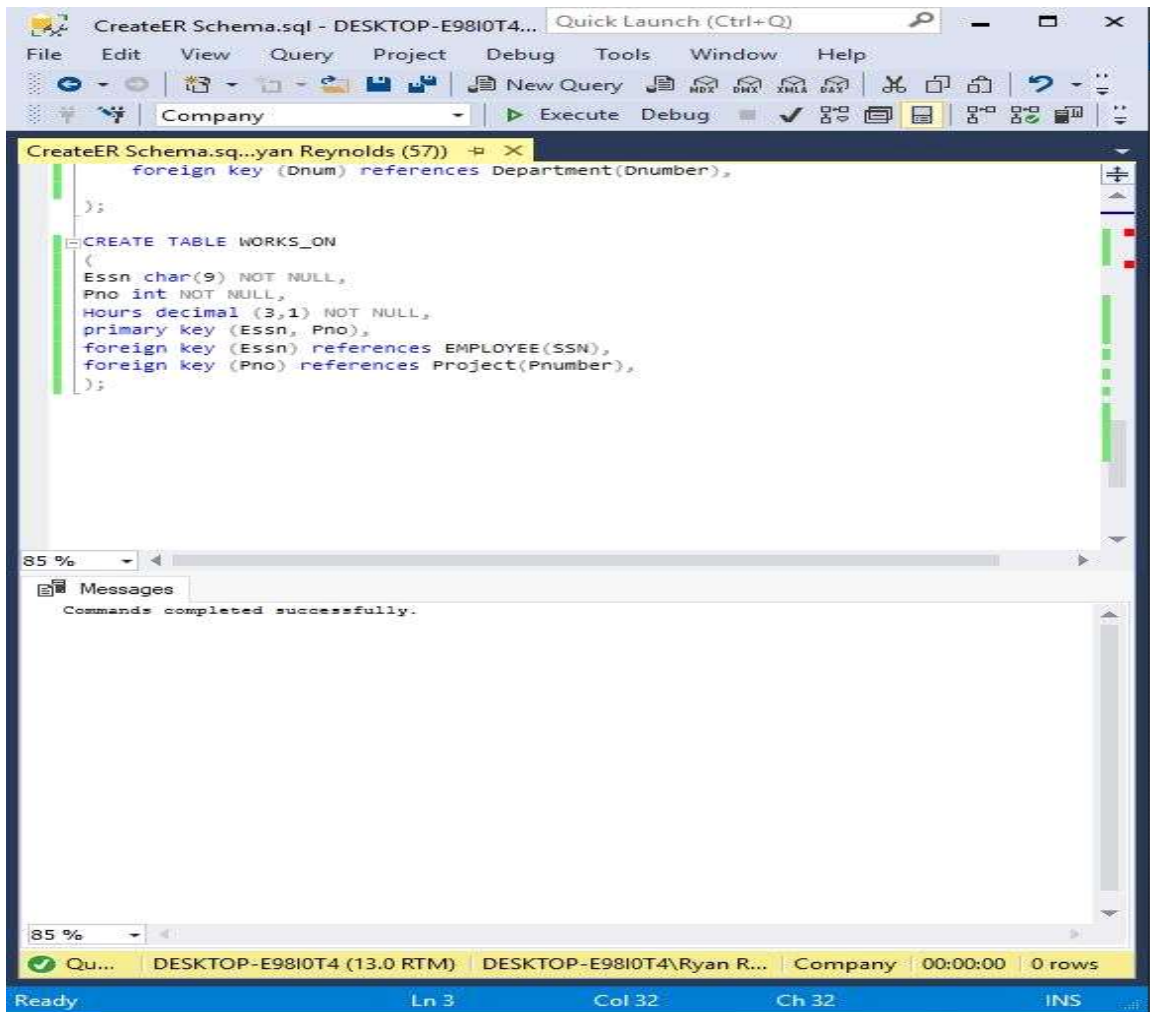 CreateER Schema.sql - DESKTOP-E98I0T4... Quick Launch (Ctrl+Q)
File Edit View Query Project Debug Tools Window Help
New Query MDX DMX XMLA DAX
Company Execute Debug
CreateER Schema.sq...yan Reynolds (57))
foreign key (Dnum) references Department(Dnumber),
);
CREATE TABLE WORKS_ON
(
Essn char(9) NOT NULL,
Pno int NOT NULL,
Hours decimal (3,1) NOT NULL,
primary key (Essn, Pno),
foreign key (Essn) references EMPLOYEE(SSN),
foreign key (Pno) references Project(Pnumber),
);
85 %
Messages
Commands completed successfully.
85 %
Qu... DESKTOP-E98I0T4 (13.0 RTM) DESKTOP-E98I0T4\Ryan R... Company 00:00:00 0 rows
Ready Ln 3 Col 32 Ch 32 INS